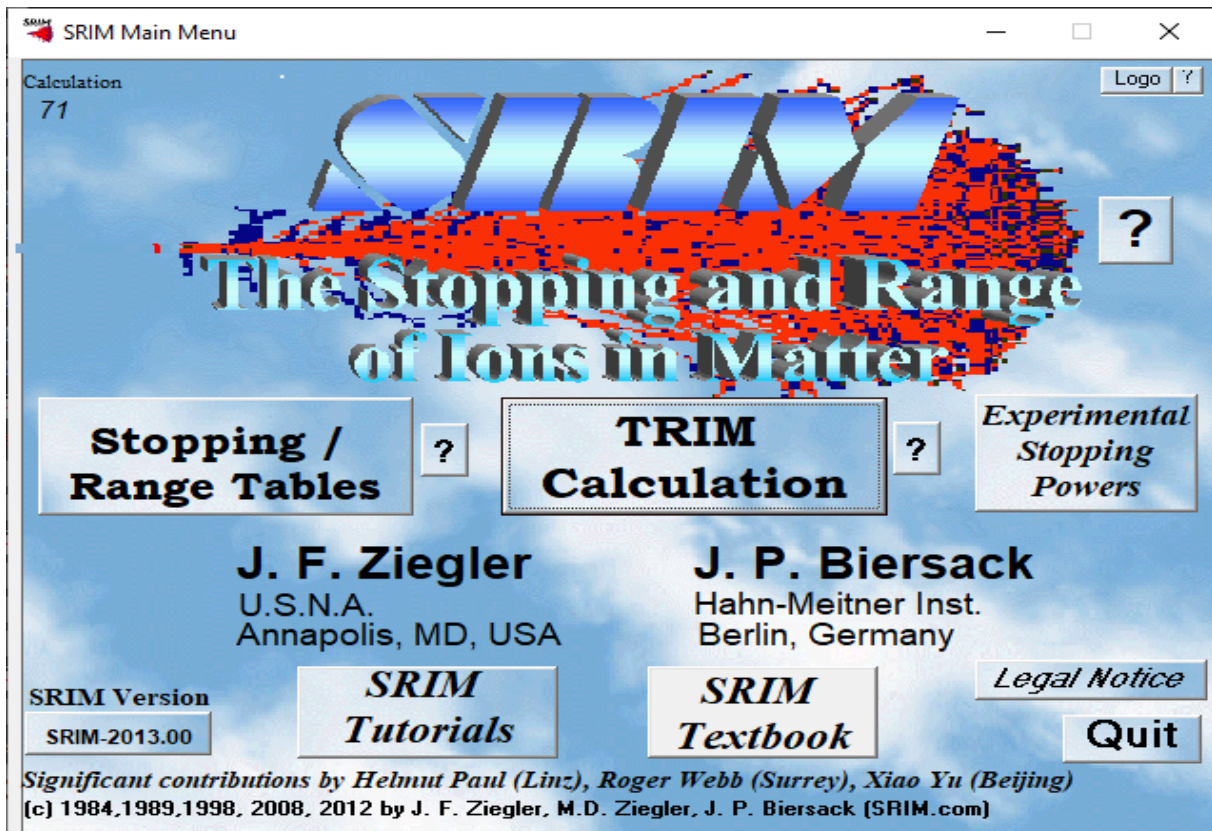 SRIM
SRIM Main Menu
Calculation
71
Logo
?
SRIM
?
The Stopping and Range
of Ions in Matter
Stopping /
Range Tables
?
TRIM
Calculation
?
Experimental
Stopping
Powers
J. F. Ziegler
U.S.N.A.
Annapolis, MD, USA
J. P. Biersack
Hahn-Meitner Inst.
Berlin, Germany
SRIM Version
SRIM-2013.00
SRIM
Tutorials
SRIM
Textbook
Legal Notice
Quit
Significant contributions by Helmut Paul (Linz), Roger Webb (Surrey), Xiao Yu (Beijing)
(c) 1984,1989,1998, 2008, 2012 by J. F. Ziegler, M.D. Ziegler, J. P. Biersack (SRIM.com)